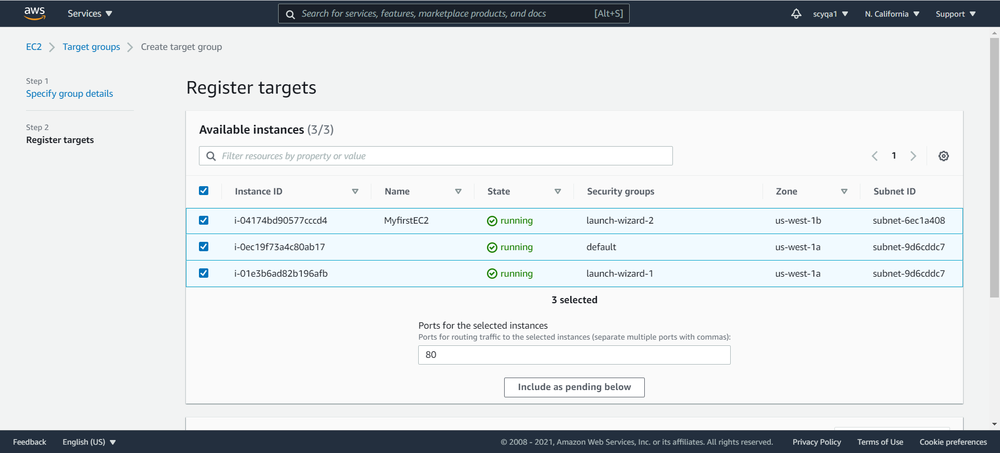 aws Services Search for services, features, marketplace products, and docs [Alt+S] scyqa1 N. California Support
EC2 Target groups Create target group
Step 1
Specify group details
Step 2
Register targets
Register targets
Available instances (3/3)
Filter resources by property or value 1
Instance ID Name State Security groups Zone Subnet ID
i-04174bd90577cccd4 MyfirstEC2 running launch-wizard-2 us-west-1b subnet-6ec1a408
i-0ec19f73a4c80ab17 running default us-west-1a subnet-9d6cddc7
i-01e3b6ad82b196afb running launch-wizard-1 us-west-1a subnet-9d6cddc7
3 selected
Ports for the selected instances
Ports for routing traffic to the selected instances (separate multiple ports with commas):
80
Include as pending below
Feedback English (US) © 2008 - 2021, Amazon Web Services, Inc. or its affiliates. All rights reserved. Privacy Policy Terms of Use Cookie preferences